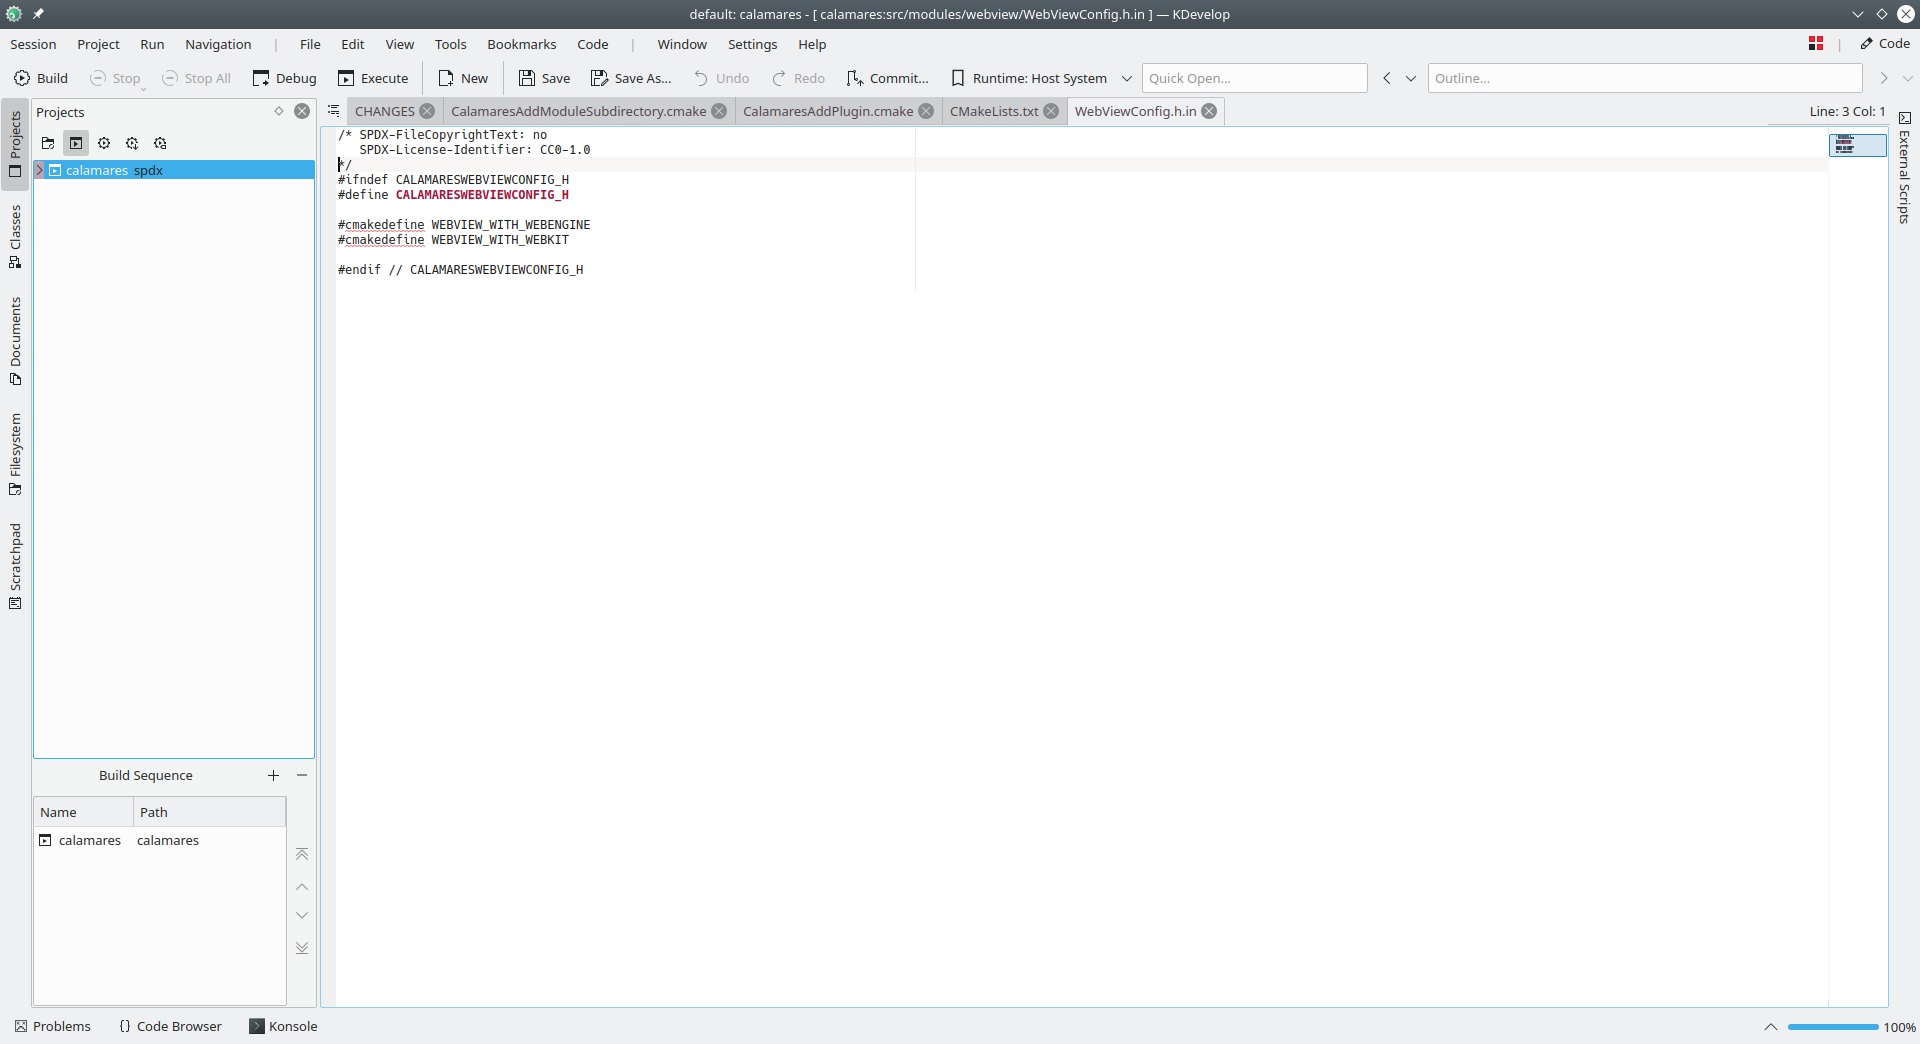 default: calamares - [ calamares:src/modules/webview/WebViewConfig.h.in ] — KDevelop
Session Project Run Navigation | File Edit View Tools Bookmarks Code | Window Settings Help | Code
Build Stop Stop All Debug Execute New Save Save As... Undo Redo Commit... Runtime: Host System Quick Open... Outline...
Projects
CHANGES CalamaresAddModuleSubdirectory.cmake CalamaresAddPlugin.cmake CMakeLists.txt WebViewConfig.h.in Line: 3 Col: 1
calamares spdx
/* SPDX-FileCopyrightText: no
   SPDX-License-Identifier: CC0-1.0
*/
#ifndef CALAMARESWEBVIEWCONFIG_H
#define CALAMARESWEBVIEWCONFIG_H
#cmakedefine WEBVIEW_WITH_WEBENGINE
#cmakedefine WEBVIEW_WITH_WEBKIT
#endif // CALAMARESWEBVIEWCONFIG_H
Projects
Classes
Documents
Filesystem
Scratchpad
External Scripts
Build Sequence
Name Path
calamares calamares
Problems {} Code Browser Konsole 100%